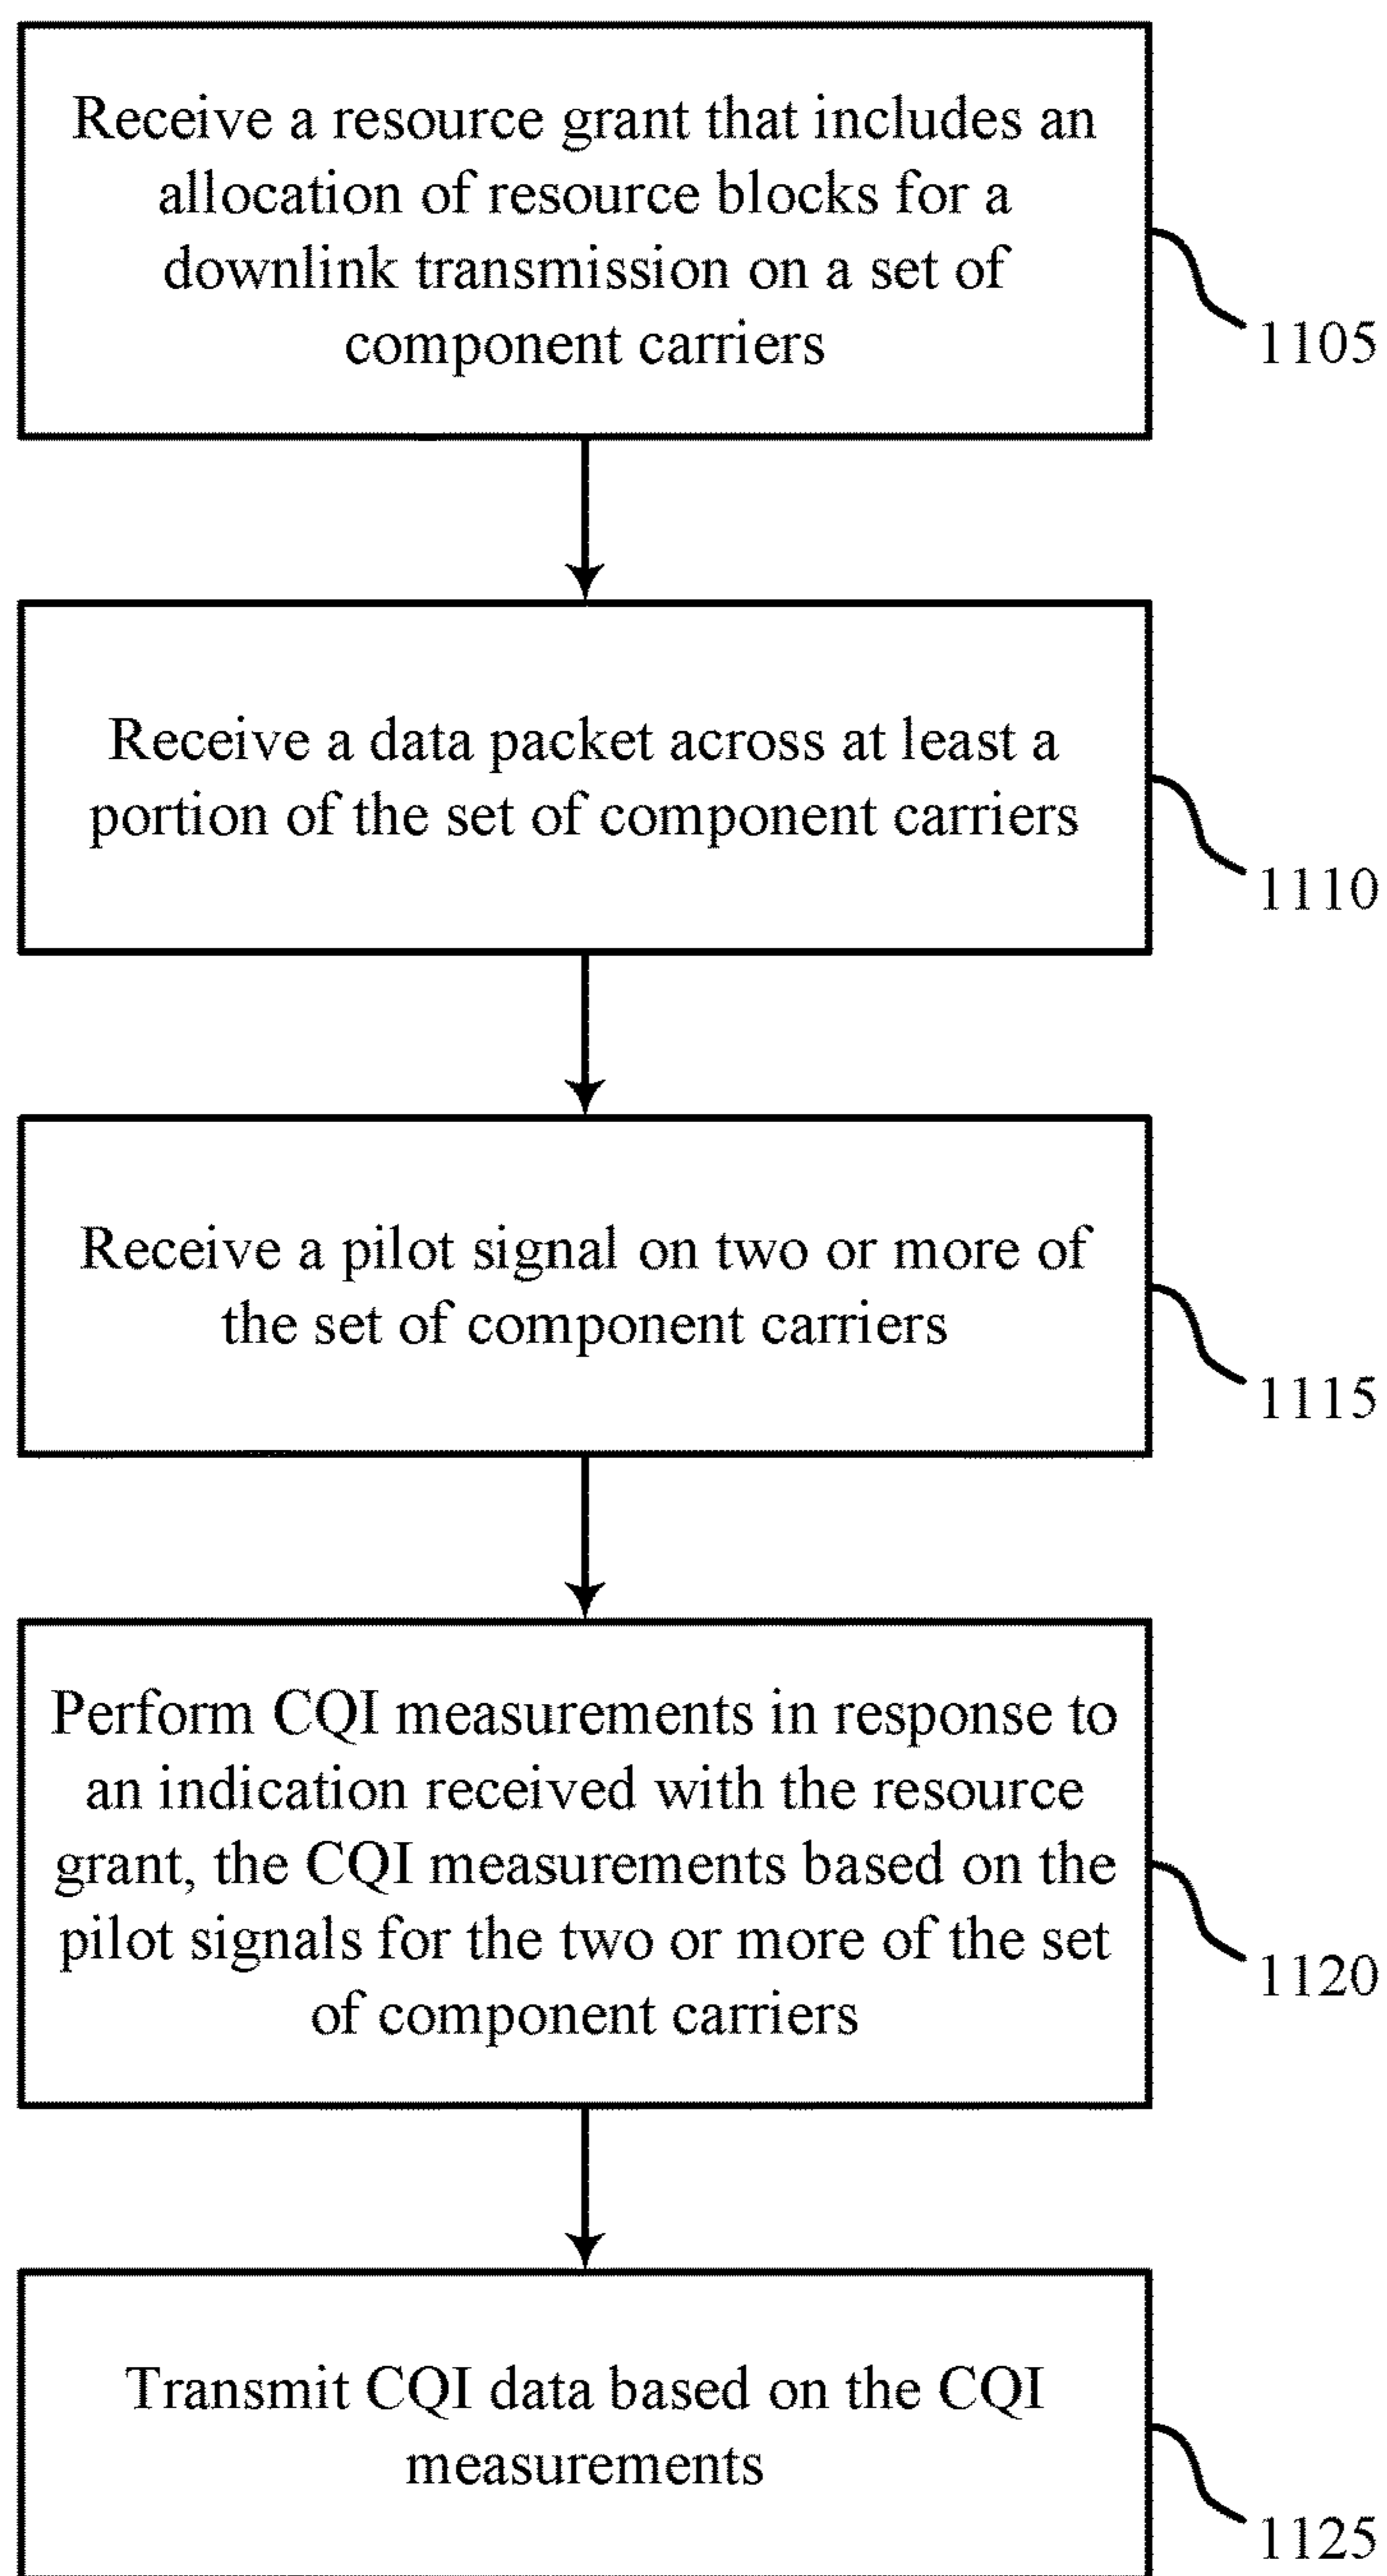 Receive a resource grant that includes an
allocation of resource blocks for a
downlink transmission on a set of
component carriers
1105
Receive a data packet across at least a
portion of the set of component carriers
1110
Receive a pilot signal on two or more of
the set of component carriers
1115
Perform CQI measurements in response to
an indication received with the resource
grant, the CQI measurements based on the
pilot signals for the two or more of the set
of component carriers
1120
Transmit CQI data based on the CQI
measurements
1125